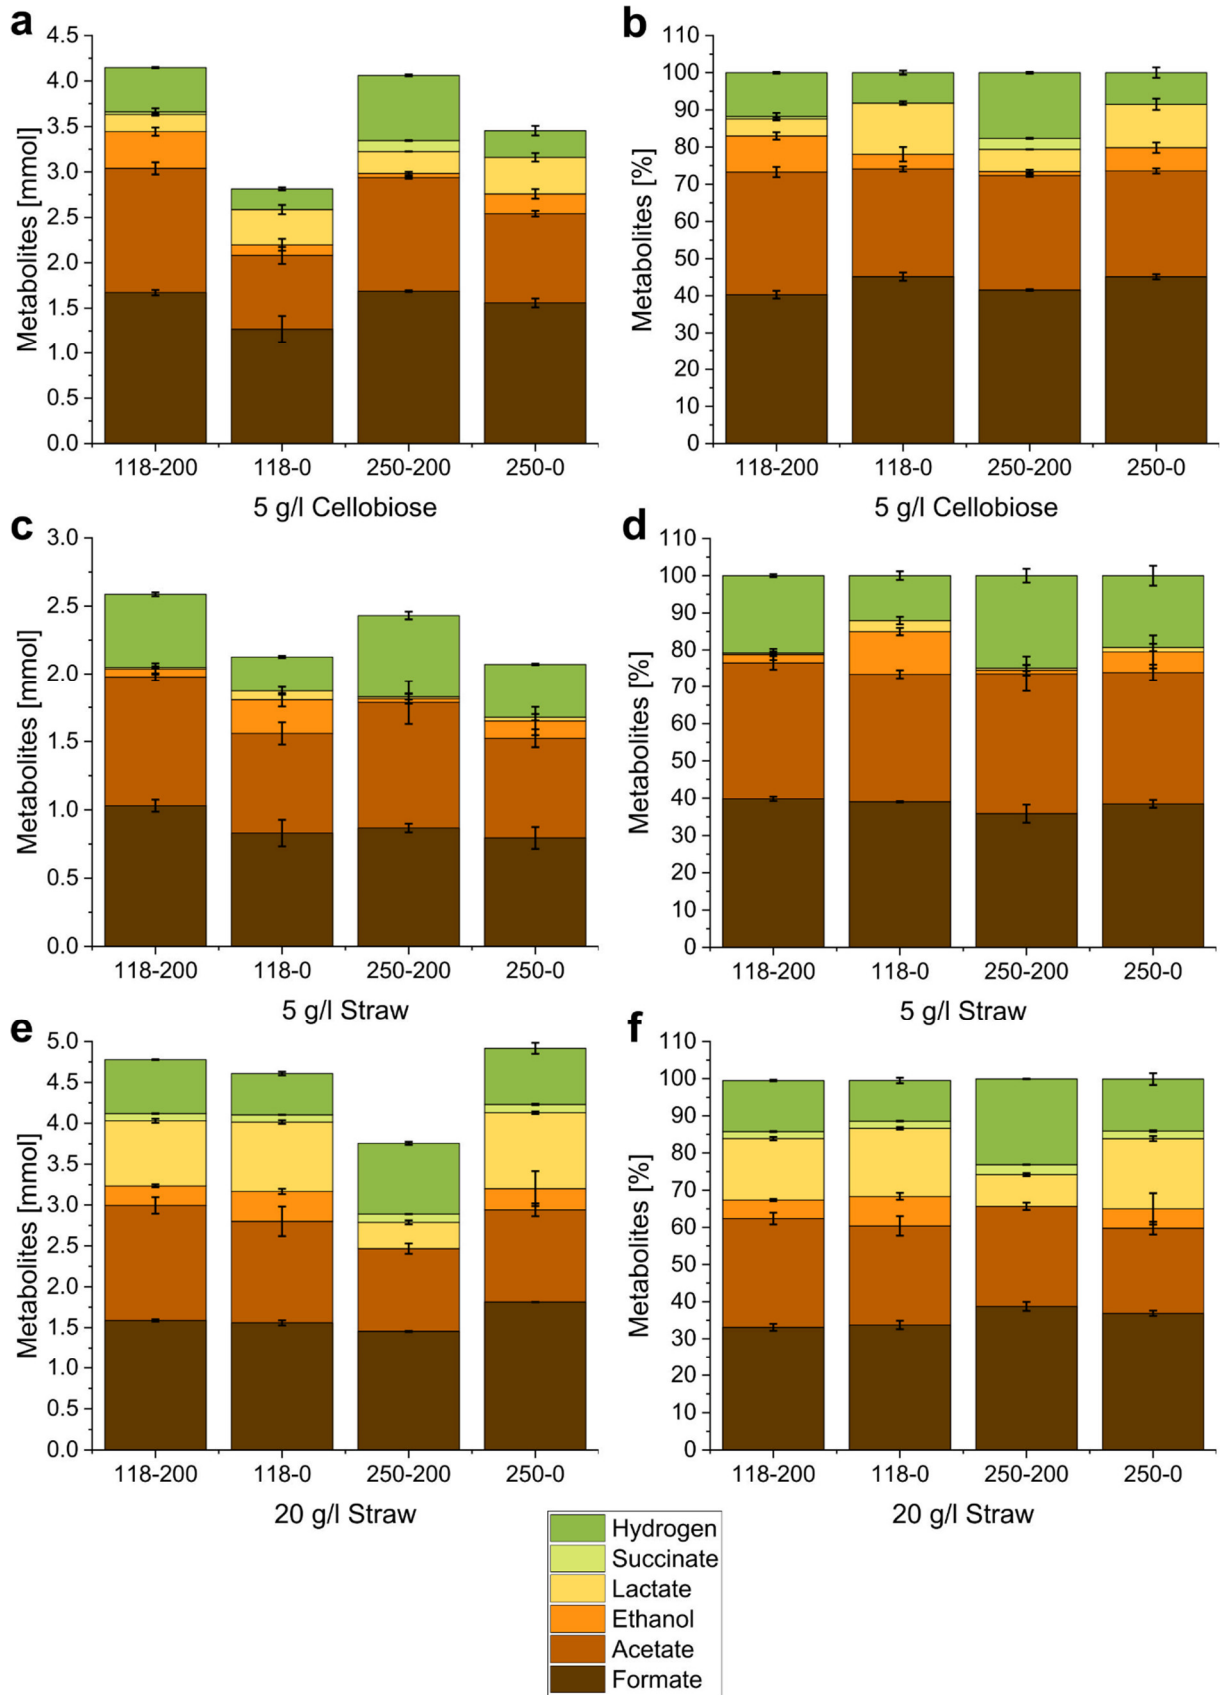 a
4.5
4.0
3.5
3.0
2.5
2.0
1.5
1.0
0.5
0.0
Metabolites [mmol]
118-200 118-0 250-200 250-0
5 g/l Cellobiose
b
110
100
90
80
70
60
50
40
30
20
10
0
Metabolites [%]
118-200 118-0 250-200 250-0
5 g/l Cellobiose
c
3.0
2.5
2.0
1.5
1.0
0.5
0.0
Metabolites [mmol]
118-200 118-0 250-200 250-0
5 g/l Straw
d
110
100
90
80
70
60
50
40
30
20
10
0
Metabolites [%]
118-200 118-0 250-200 250-0
5 g/l Straw
e
5.0
4.5
4.0
3.5
3.0
2.5
2.0
1.5
1.0
0.5
0.0
Metabolites [mmol]
118-200 118-0 250-200 250-0
20 g/l Straw
f
110
100
90
80
70
60
50
40
30
20
10
0
Metabolites [%]
118-200 118-0 250-200 250-0
20 g/l Straw
Hydrogen
Succinate
Lactate
Ethanol
Acetate
Formate